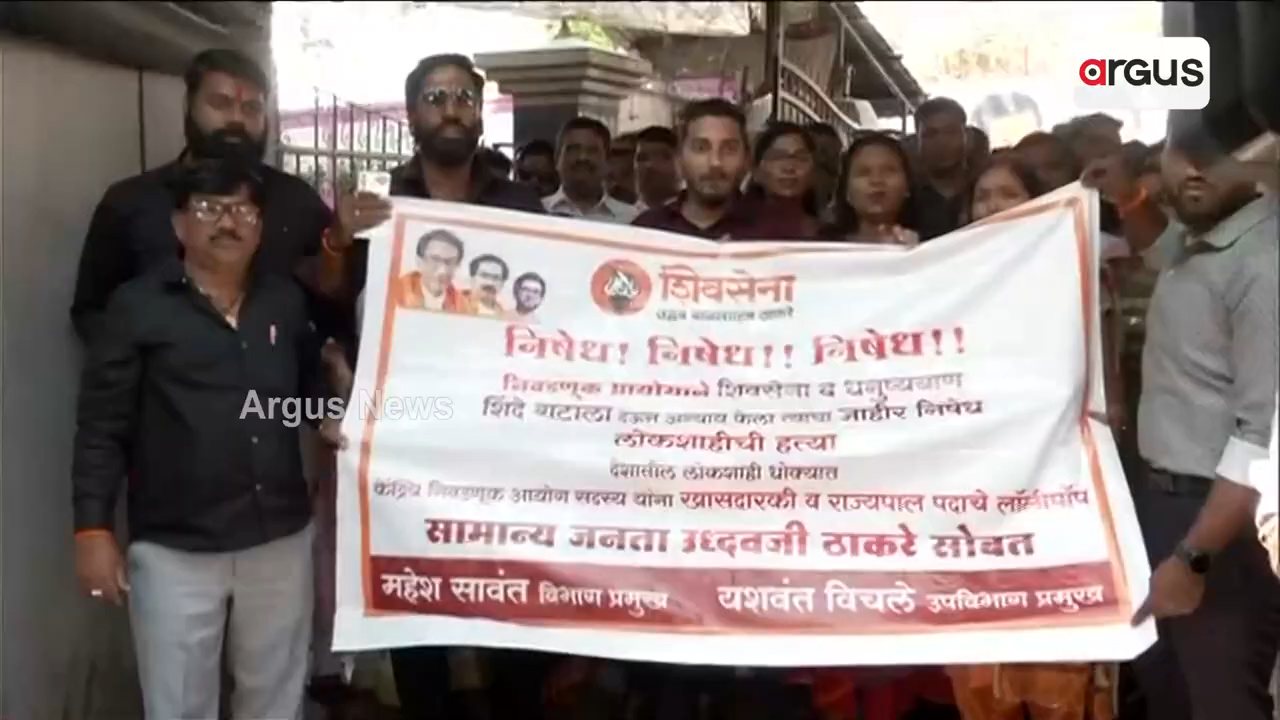 argus
शिवसेना
उद्धव बाळासाहेब ठाकरे
निषेध! निषेध!! निषेध!!
निवडणूक आयोगाने शिवसेना व धनुष्यबाण
शिंदे गटाला देऊन अन्याय केला त्याचा जाहीर निषेध
Argus News
लोकशाहीची हत्या
देशातील लोकशाही धोक्यात
केंद्रिय निवडणूक आयोग सदस्य यांना खासदारकी व राज्यपाल पदाचे लॉलीपॉप
सामान्य जनता उध्दवजी ठाकरे सोबत
महेश सावंत विभाग प्रमुख यशवंत विचले उपविभाग प्रमुख